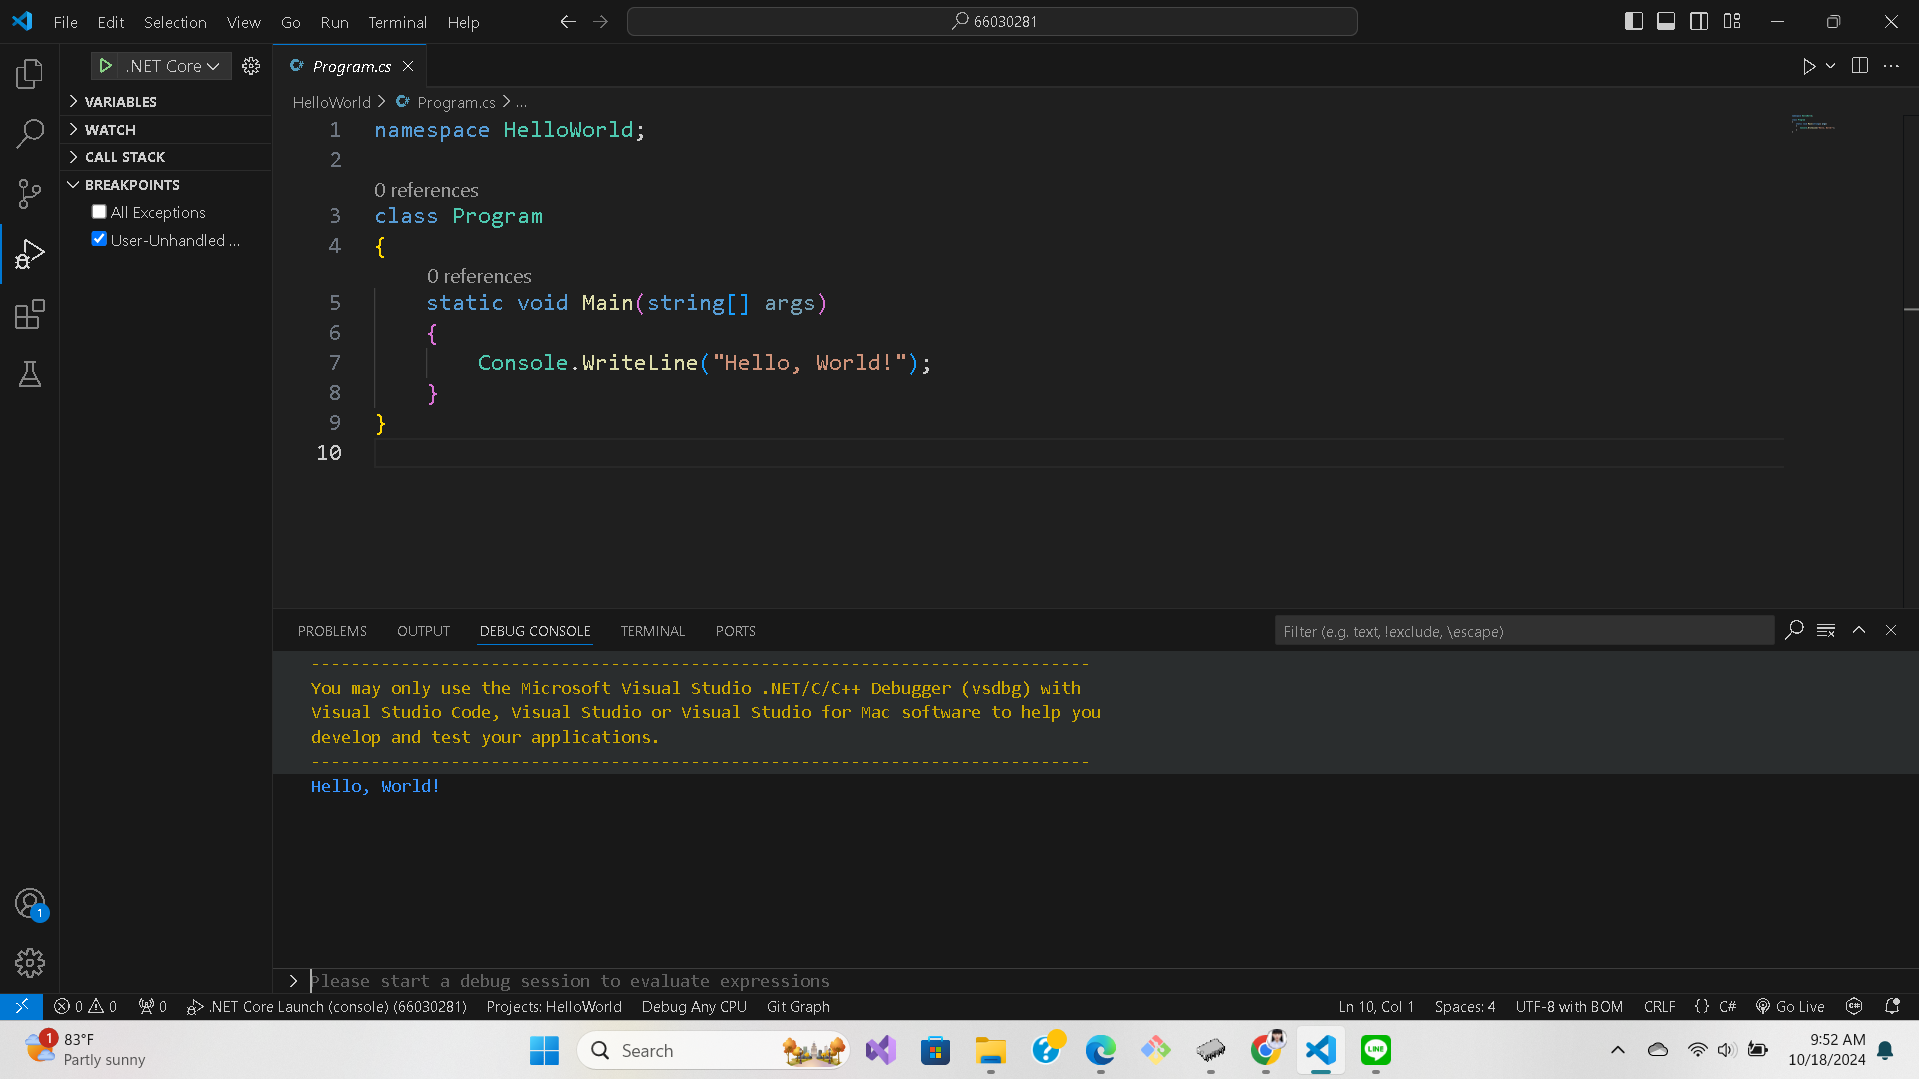 File Edit Selection View Go Run Terminal Help
66030281
.NET Core
Program.cs
VARIABLES
WATCH
CALL STACK
BREAKPOINTS
All Exceptions
User-Unhandled ...
HelloWorld > Program.cs > ...
1 namespace HelloWorld;
2
0 references
3 class Program
4 {
0 references
5 static void Main(string[] args)
6 {
7 Console.WriteLine("Hello, World!");
8 }
9 }
10
PROBLEMS OUTPUT DEBUG CONSOLE TERMINAL PORTS
Filter (e.g. text, !exclude, \escape)
------------------------------------------------------------------------------
You may only use the Microsoft Visual Studio .NET/C/C++ Debugger (vsdbg) with
Visual Studio Code, Visual Studio or Visual Studio for Mac software to help you
develop and test your applications.
------------------------------------------------------------------------------
Hello, World!
1
> Please start a debug session to evaluate expressions
0 0 0 .NET Core Launch (console) (66030281) Projects: HelloWorld Debug Any CPU Git Graph
Ln 10, Col 1 Spaces: 4 UTF-8 with BOM CRLF {} C# Go Live
1
83°F
Partly sunny
Search
LINE
9:52 AM
10/18/2024